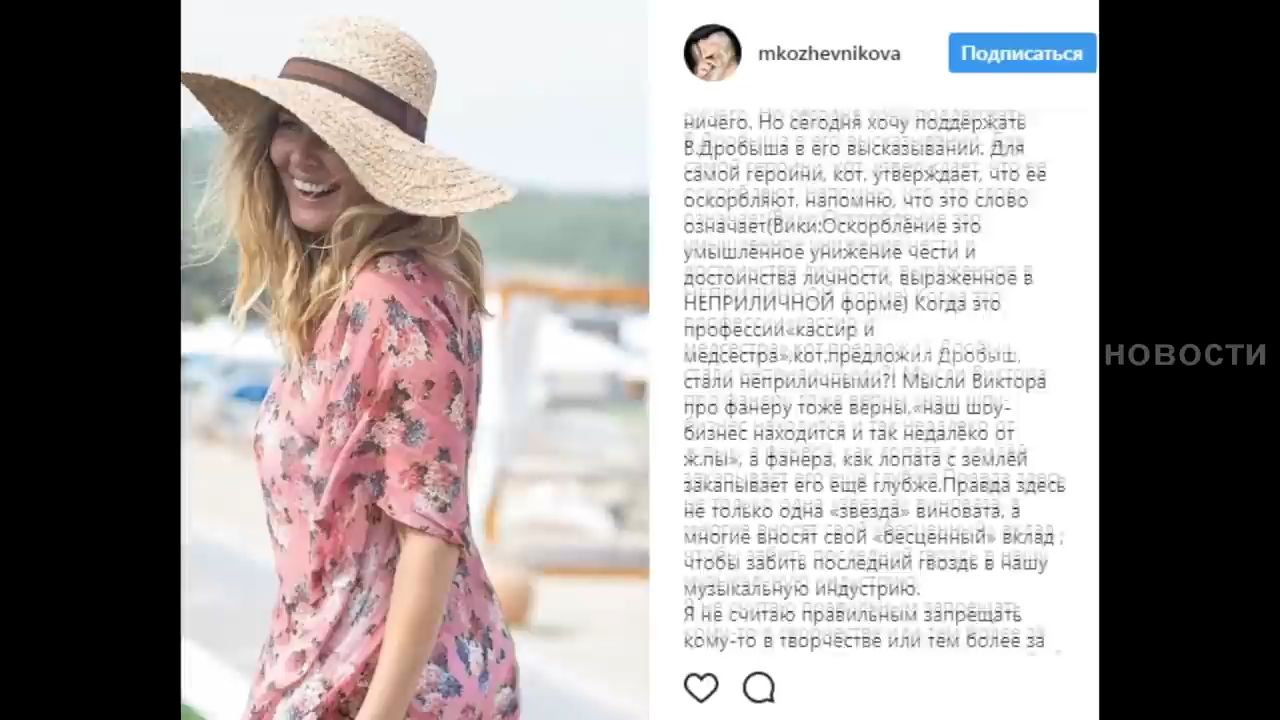 mkozhevnikova
Подписаться
ничего. Но сегодня хочу поддержать
В.Дробыша в его высказывании. Для
самой героини, кот. утверждает, что её
оскорбляют, напомню, что это слово
означает(Вики:Оскорбление это
умышленное унижение чести и
достоинства личности, выраженное в
НЕПРИЛИЧНОЙ форме) Когда это
профессии«кассир и
медсестра»,кот.предложил Дробыш,
стали неприличными?! Мысли Виктора
про фанеру тоже верны,«наш шоу-
бизнес находится и так недалёко от
ж.пы», а фанера, как лопата с землёй
закапывает его ещё глубже.Правда здесь
не только одна «звезда» виновата, а
многие вносят свой «бесценный» вклад ,
чтобы забить последний гвоздь в нашу
музыкальную индустрию.
Я не считаю правильным запрещать
кому-то в творчестве или тем более за
НОВОСТИ